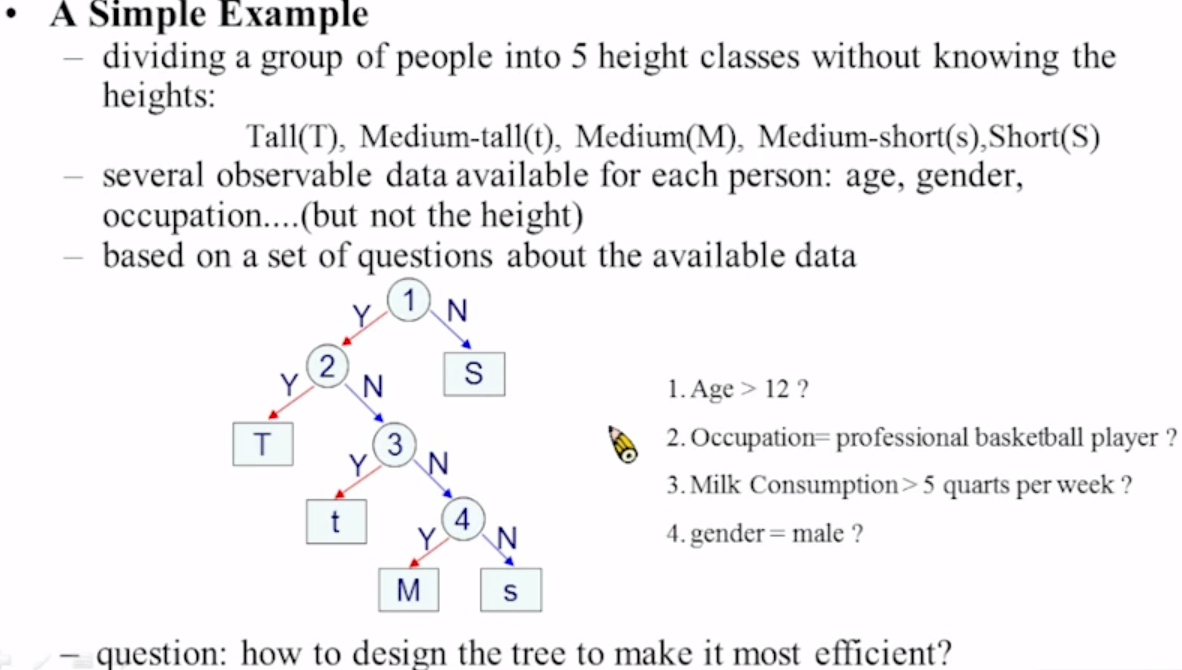 • A Simple Example
– dividing a group of people into 5 height classes without knowing the
heights:
Tall(T), Medium-tall(t), Medium(M), Medium-short(s),Short(S)
– several observable data available for each person: age, gender,
occupation....(but not the height)
– based on a set of questions about the available data
1
Y N
2 S
Y N
T 3
Y N
t 4
Y N
M s
1. Age > 12 ?
2. Occupation= professional basketball player ?
3. Milk Consumption> 5 quarts per week ?
4. gender = male ?
– question: how to design the tree to make it most efficient?